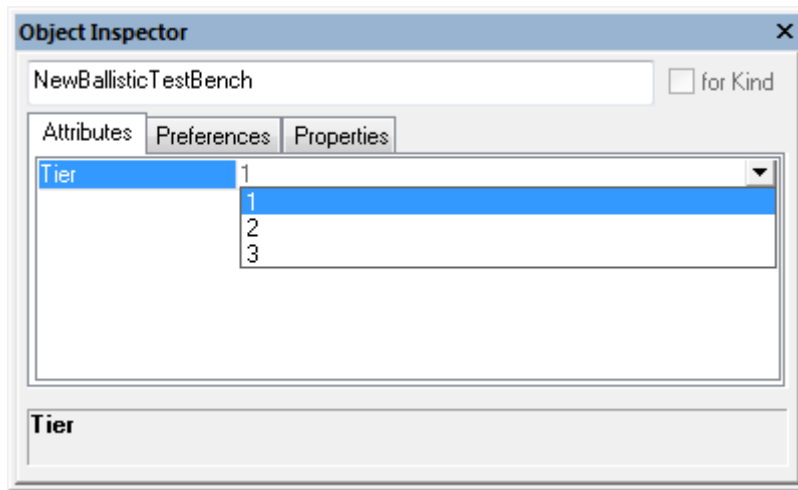 Object Inspector
NewBallisticTestBench
for Kind
Attributes Preferences Properties
Tier 1
1
2
3
Tier